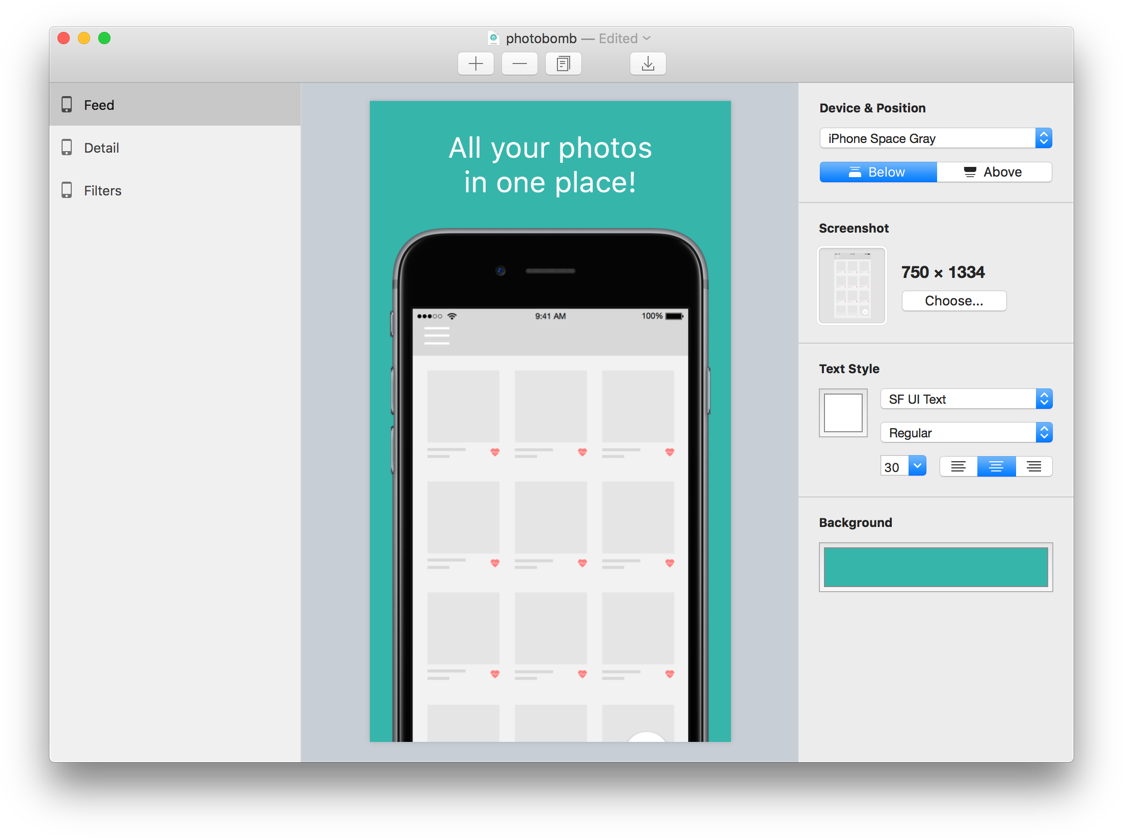 photobomb — Edited
Feed
Detail
Filters
All your photos
in one place!
9:41 AM
100%
Device & Position
iPhone Space Gray
Below
Above
Screenshot
750 × 1334
Choose...
Text Style
SF UI Text
Regular
30
Background